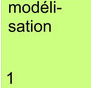 modéli-
sation
1